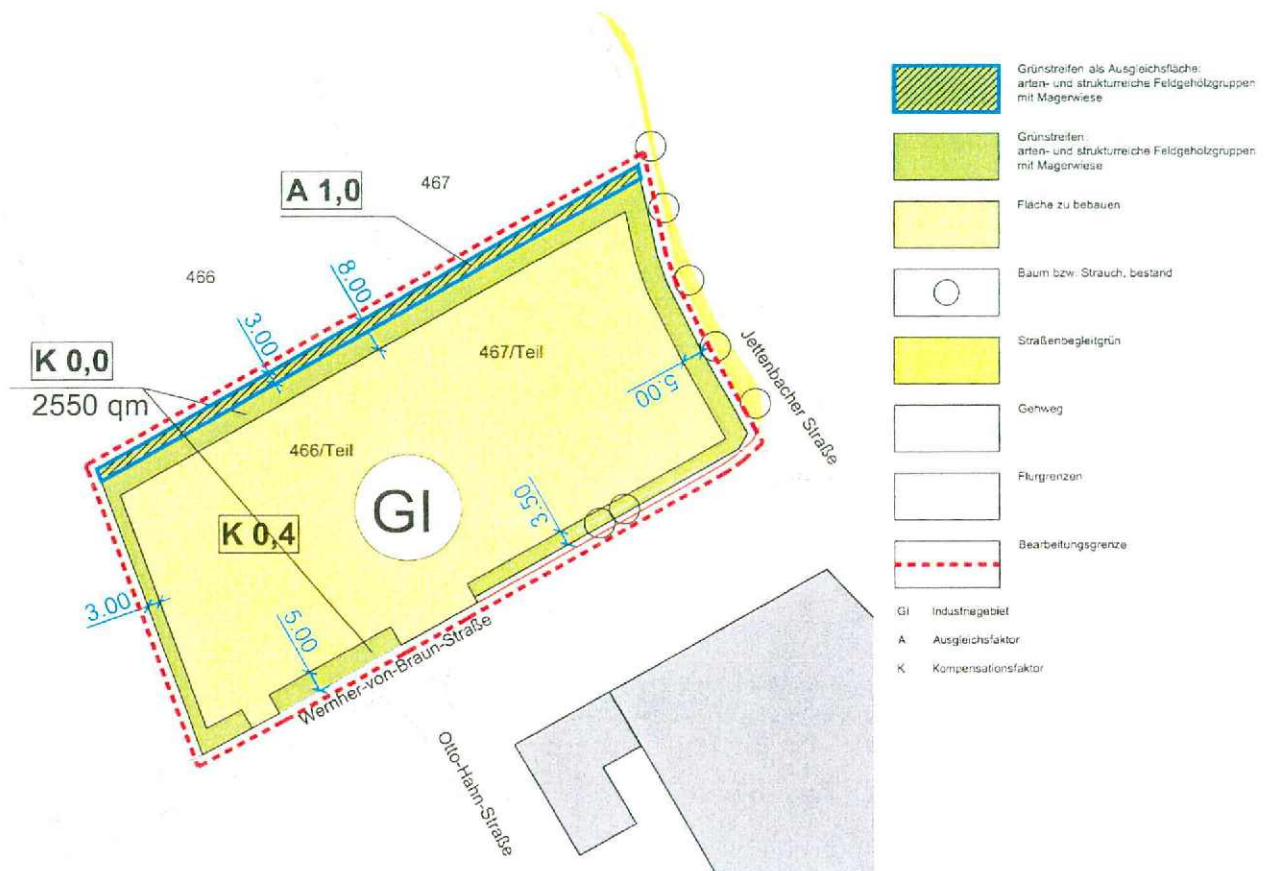 A 1,0
467
466
8.00
3.00
K 0,0
2550 qm
467/Teil
466/Teil
GI
K 0,4
5.00
3.50
3.00
5.00
Jettenbacher Straße
Wernher-von-Braun-Straße
Otto-Hahn-Straße
Grünstreifen als Ausgleichsfläche:
arten- und strukturreiche Feldgehölzgruppen
mit Magerwiese
Grünstreifen:
arten- und strukturreiche Feldgehölzgruppen
mit Magerwiese
Fläche zu bebauen
Baum bzw. Strauch, bestand
Straßenbegleitgrün
Gehweg
Flurgrenzen
Bearbeitungsgrenze
GI Industriegebiet
A Ausgleichsfaktor
K Kompensationsfaktor